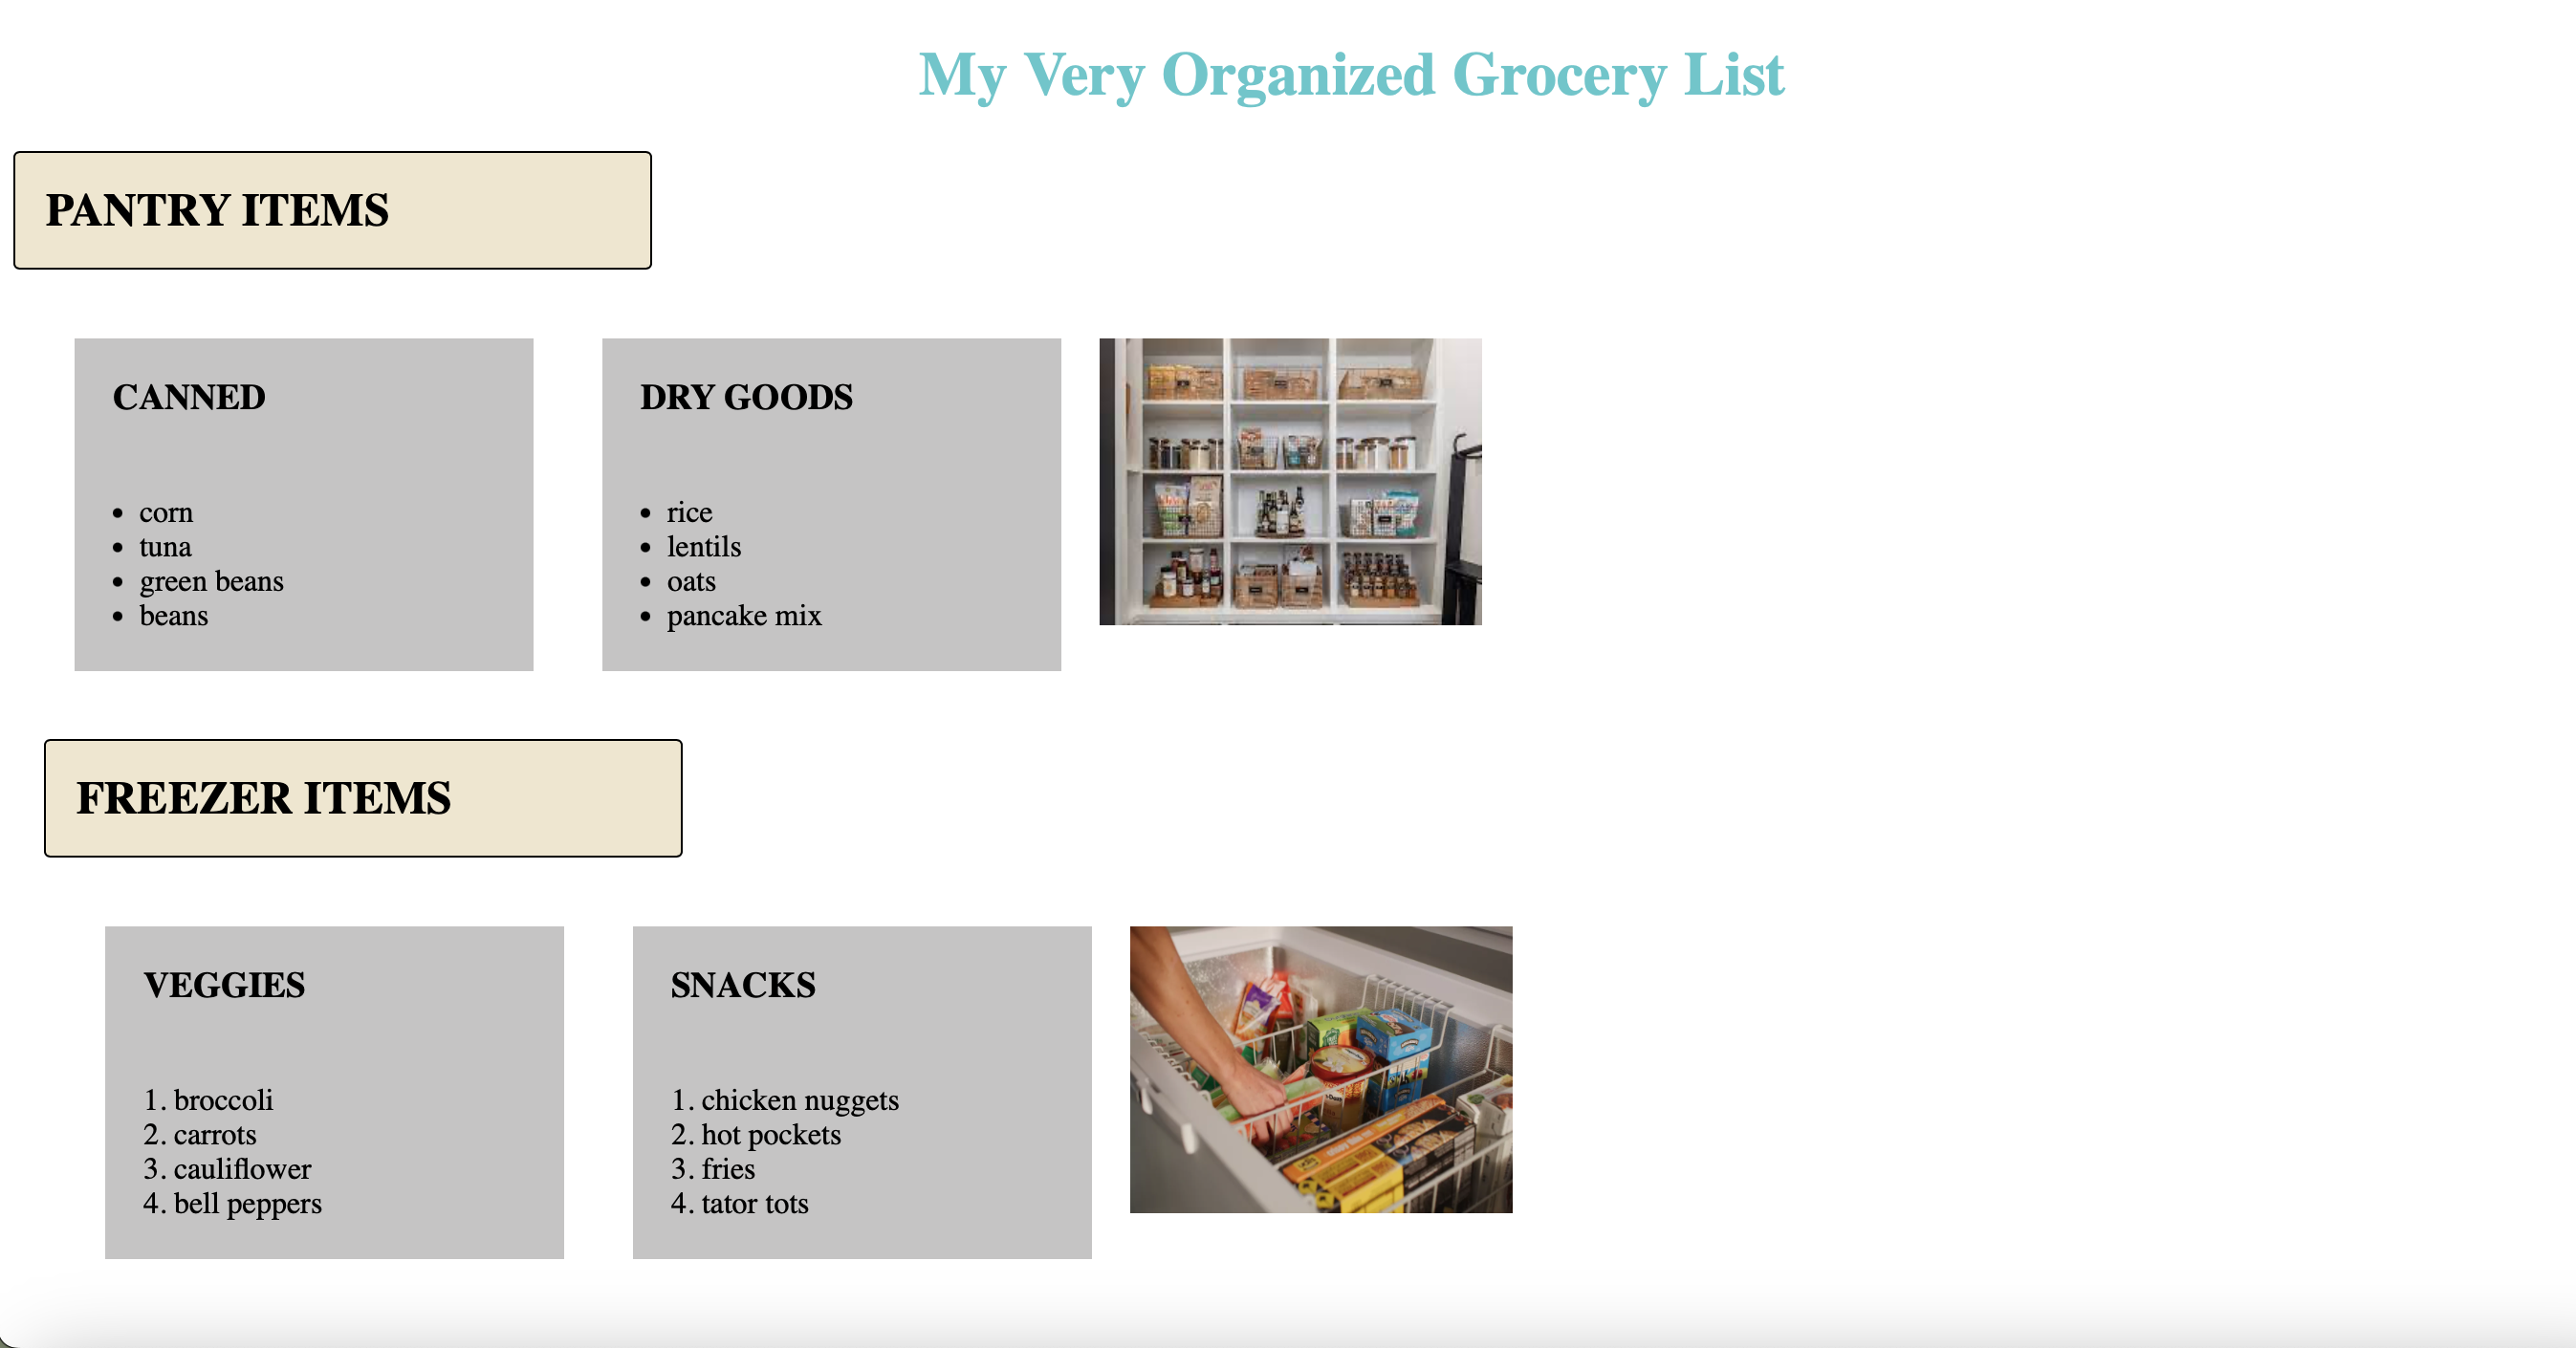 My Very Organized Grocery List
PANTRY ITEMS
CANNED
• corn
• tuna
• green beans
• beans
DRY GOODS
• rice
• lentils
• oats
• pancake mix
FREEZER ITEMS
VEGGIES
1. broccoli
2. carrots
3. cauliflower
4. bell peppers
SNACKS
1. chicken nuggets
2. hot pockets
3. fries
4. tator tots